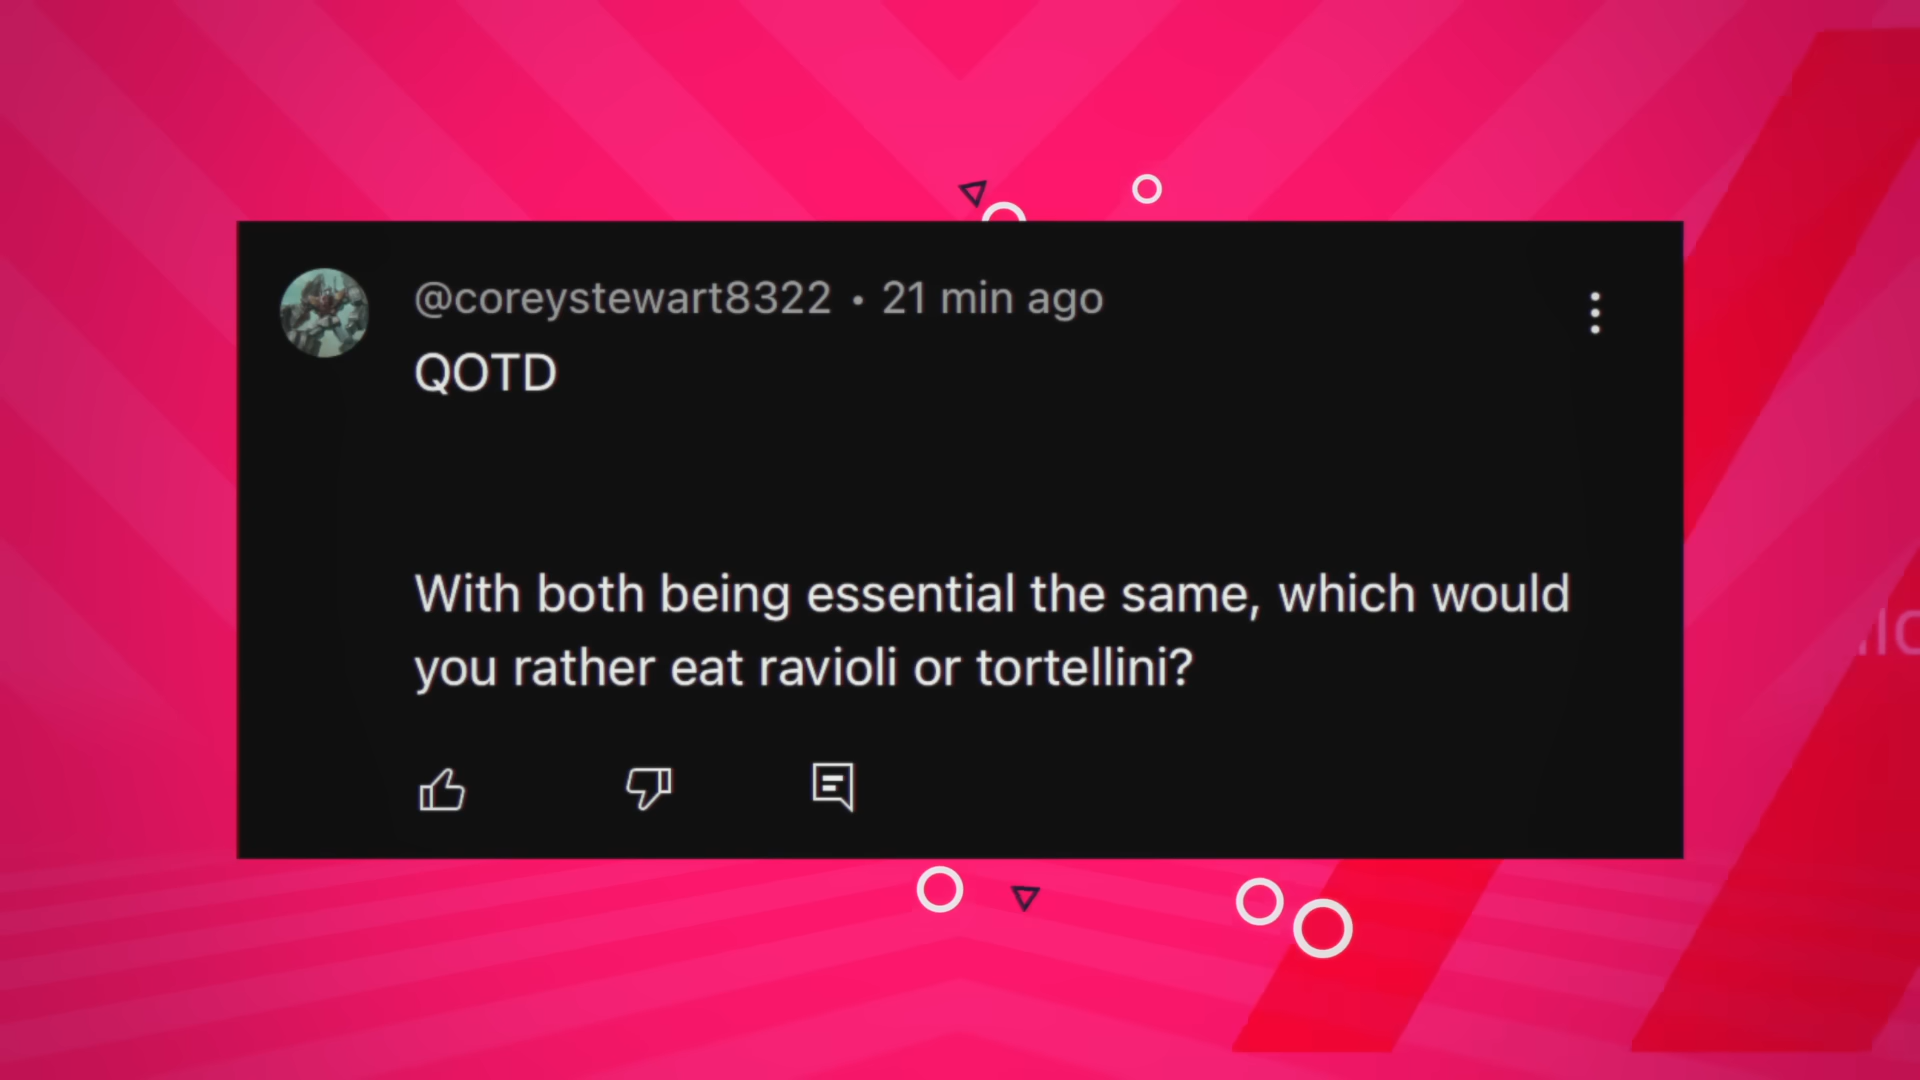 @coreystewart8322 • 21 min ago
QOTD
With both being essential the same, which would
you rather eat ravioli or tortellini?